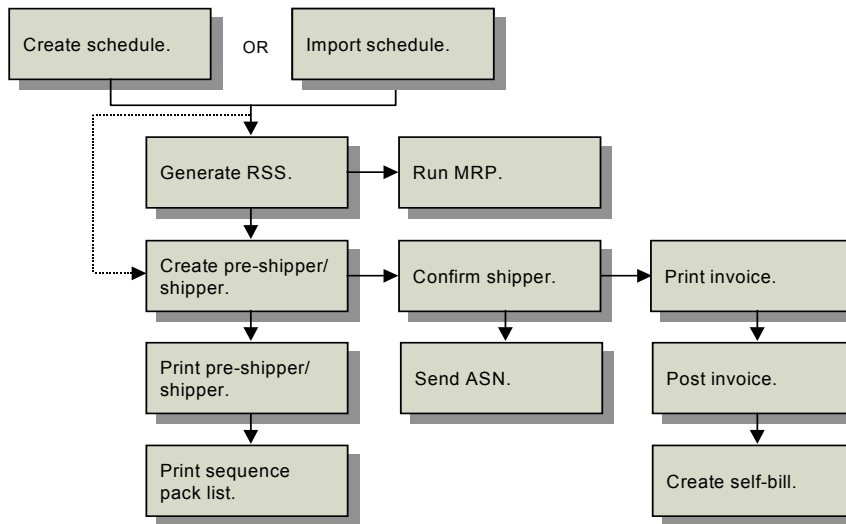 Create schedule.
OR
Import schedule.
Generate RSS.
Run MRP.
Create pre-shipper/
shipper.
Confirm shipper.
Print invoice.
Print pre-shipper/
shipper.
Send ASN.
Post invoice.
Print sequence
pack list.
Create self-bill.